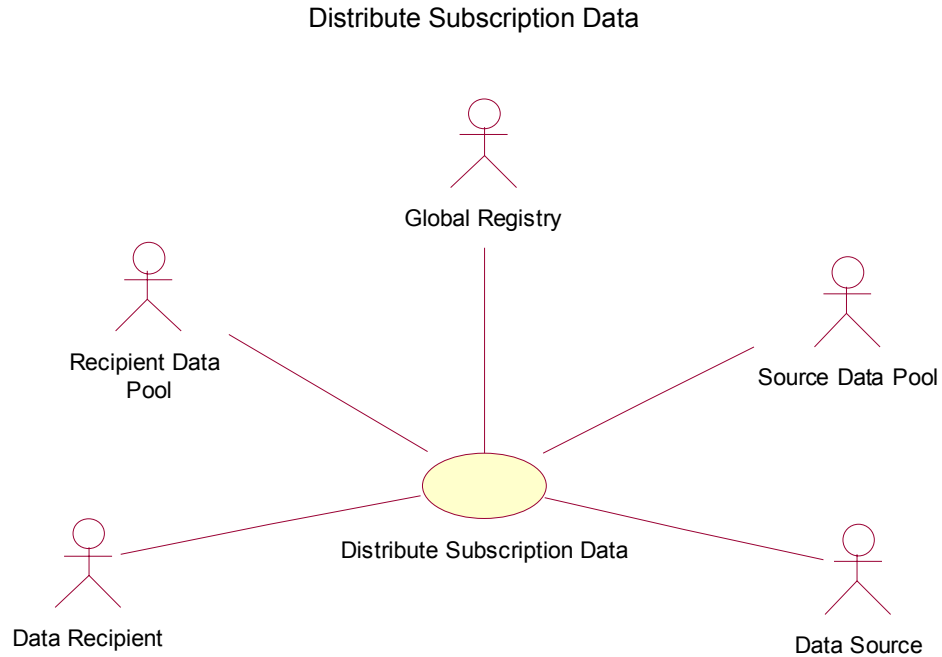 Distribute Subscription Data
Global Registry
Recipient Data
Pool
Source Data Pool
Distribute Subscription Data
Data Recipient
Data Source